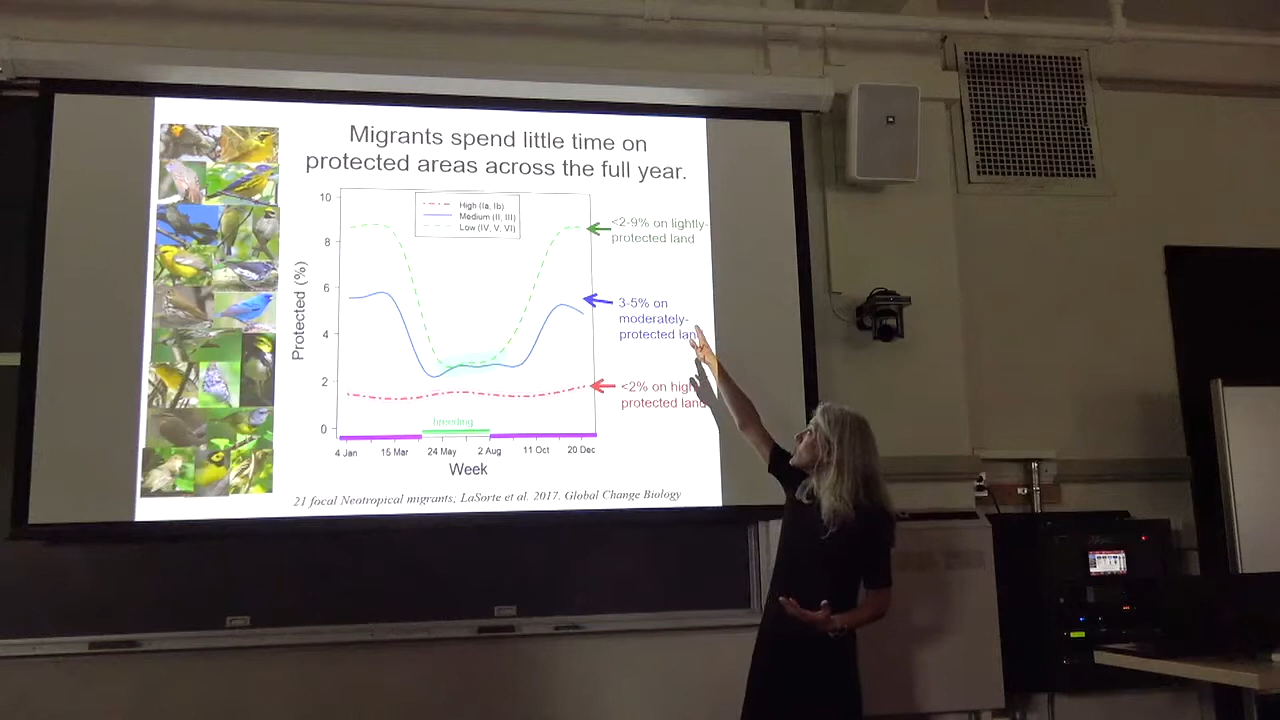 Migrants spend little time on
protected areas across the full year.
10
8
6
4
2
0
Protected (%)
High (Ia, Ib)
Medium (II, III)
Low (IV, V, VI)
<2-9% on lightly-
protected land
3-5% on
moderately-
protected lan
<2% on high
protected land
breeding
4 Jan
15 Mar
24 May
2 Aug
11 Oct
20 Dec
Week
21 focal Neotropical migrants; LaSorte et al. 2017. Global Change Biology